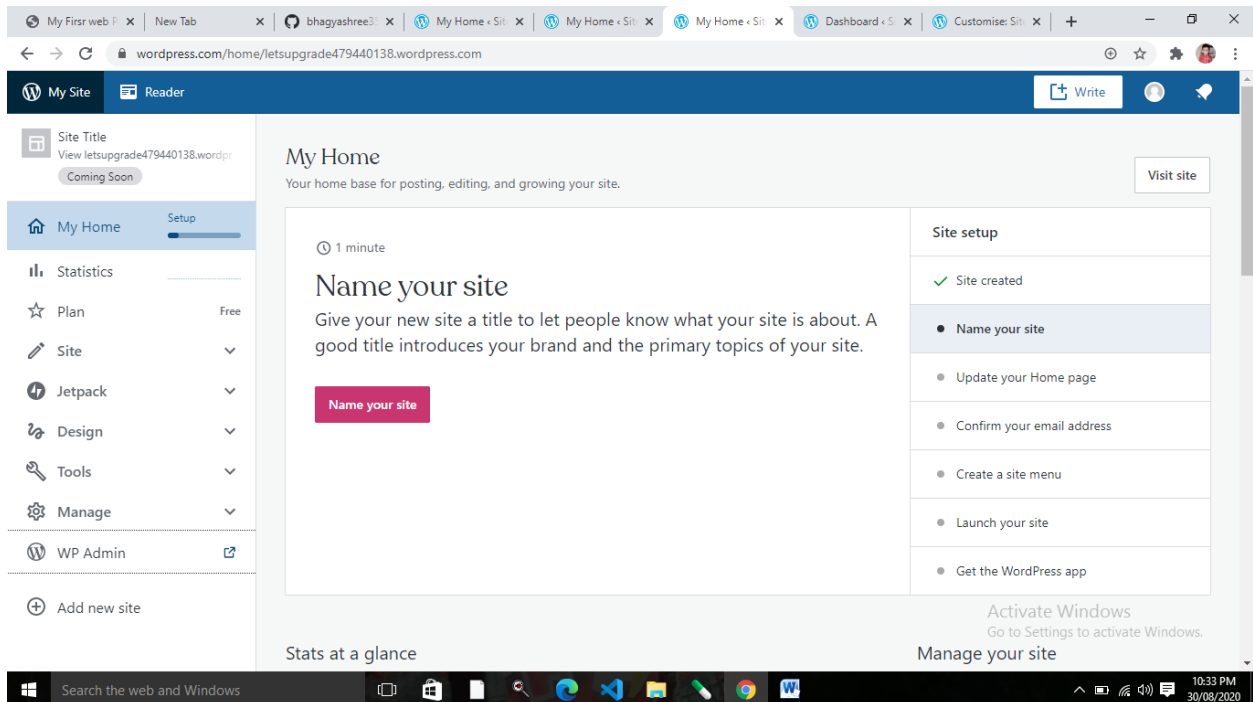 My Firsr web P
New Tab
bhagyashree3
My Home ‹ Sit
My Home ‹ Sit
My Home ‹ Sit
Dashboard ‹ S
Customise: Sit
wordpress.com/home/letsupgrade479440138.wordpress.com
My Site
Reader
Write
Site Title
View letsupgrade479440138.wordpr
Coming Soon
My Home
Setup
Statistics
Plan
Free
Site
Jetpack
Design
Tools
Manage
WP Admin
Add new site
My Home
Your home base for posting, editing, and growing your site.
Visit site
1 minute
Name your site
Give your new site a title to let people know what your site is about. A
good title introduces your brand and the primary topics of your site.
Name your site
Site setup
Site created
Name your site
Update your Home page
Confirm your email address
Create a site menu
Launch your site
Get the WordPress app
Stats at a glance
Manage your site
Activate Windows
Go to Settings to activate Windows.
Search the web and Windows
10:33 PM
30/08/2020